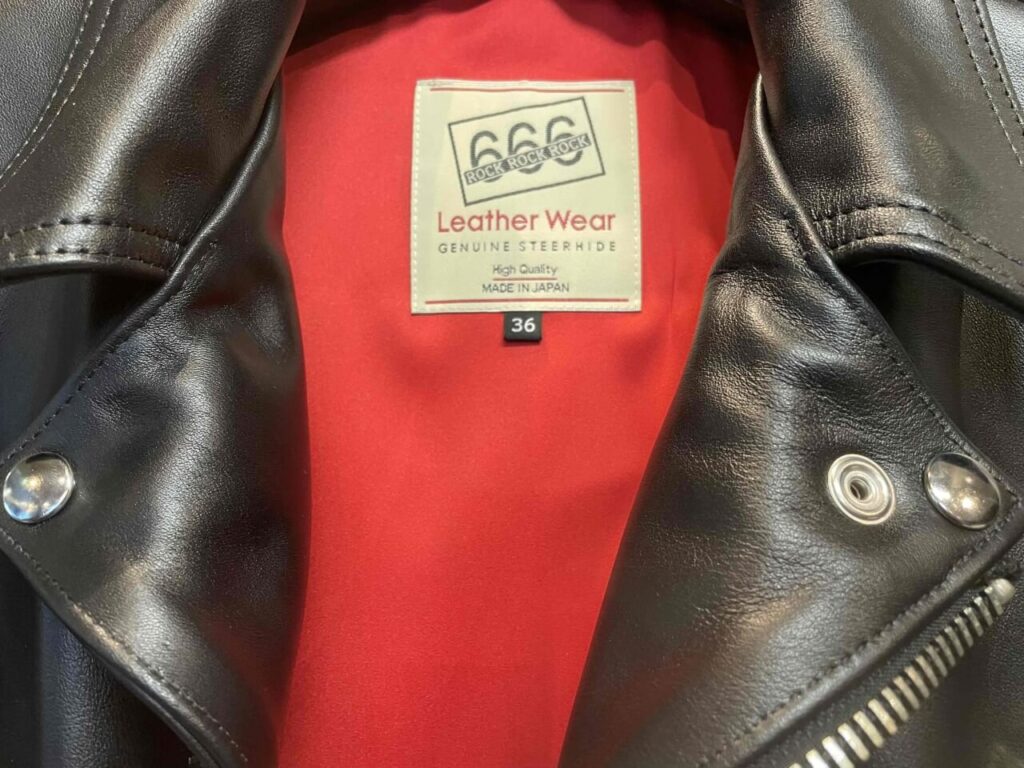 666
ROCK ROCK ROCK
Leather Wear
GENUINE STEERHIDE
High Quality
MADE IN JAPAN
36